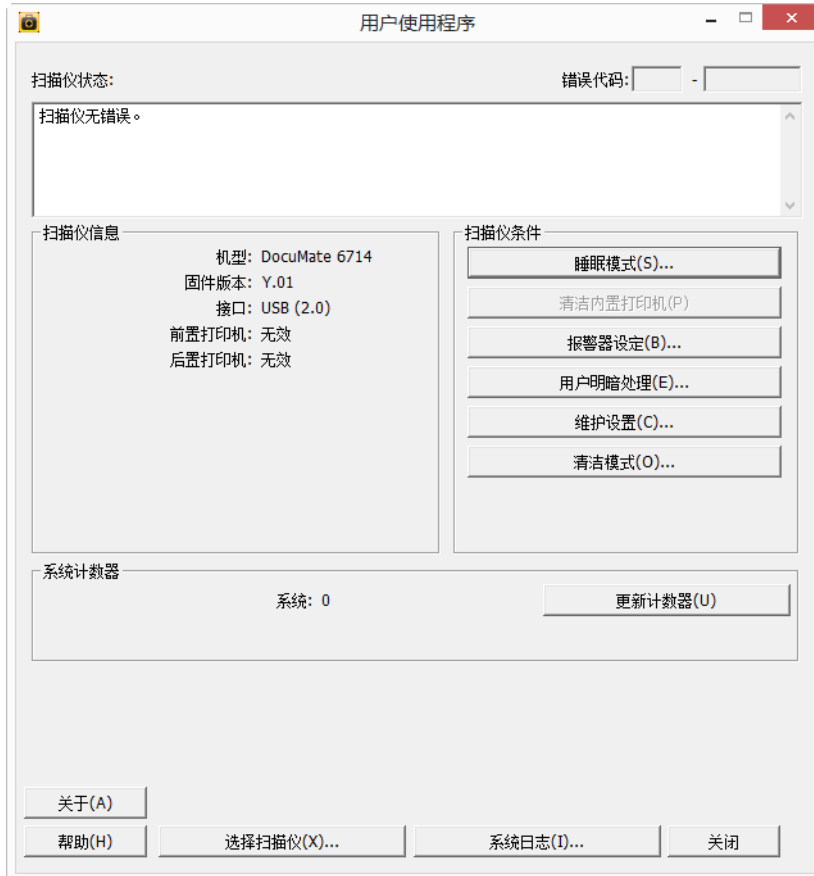 用户使用程序
扫描仪状态:
错误代码: -
扫描仪无错误。
扫描仪信息
机型: DocuMate 6714
固件版本: Y.01
接口: USB (2.0)
前置打印机: 无效
后置打印机: 无效
扫描仪条件
睡眠模式(S)...
清洁内置打印机(P)
报警器设定(B)...
用户明暗处理(E)...
维护设置(C)...
清洁模式(O)...
系统计数器
系统: 0
更新计数器(U)
关于(A)
帮助(H)
选择扫描仪(X)...
系统日志(I)...
关闭